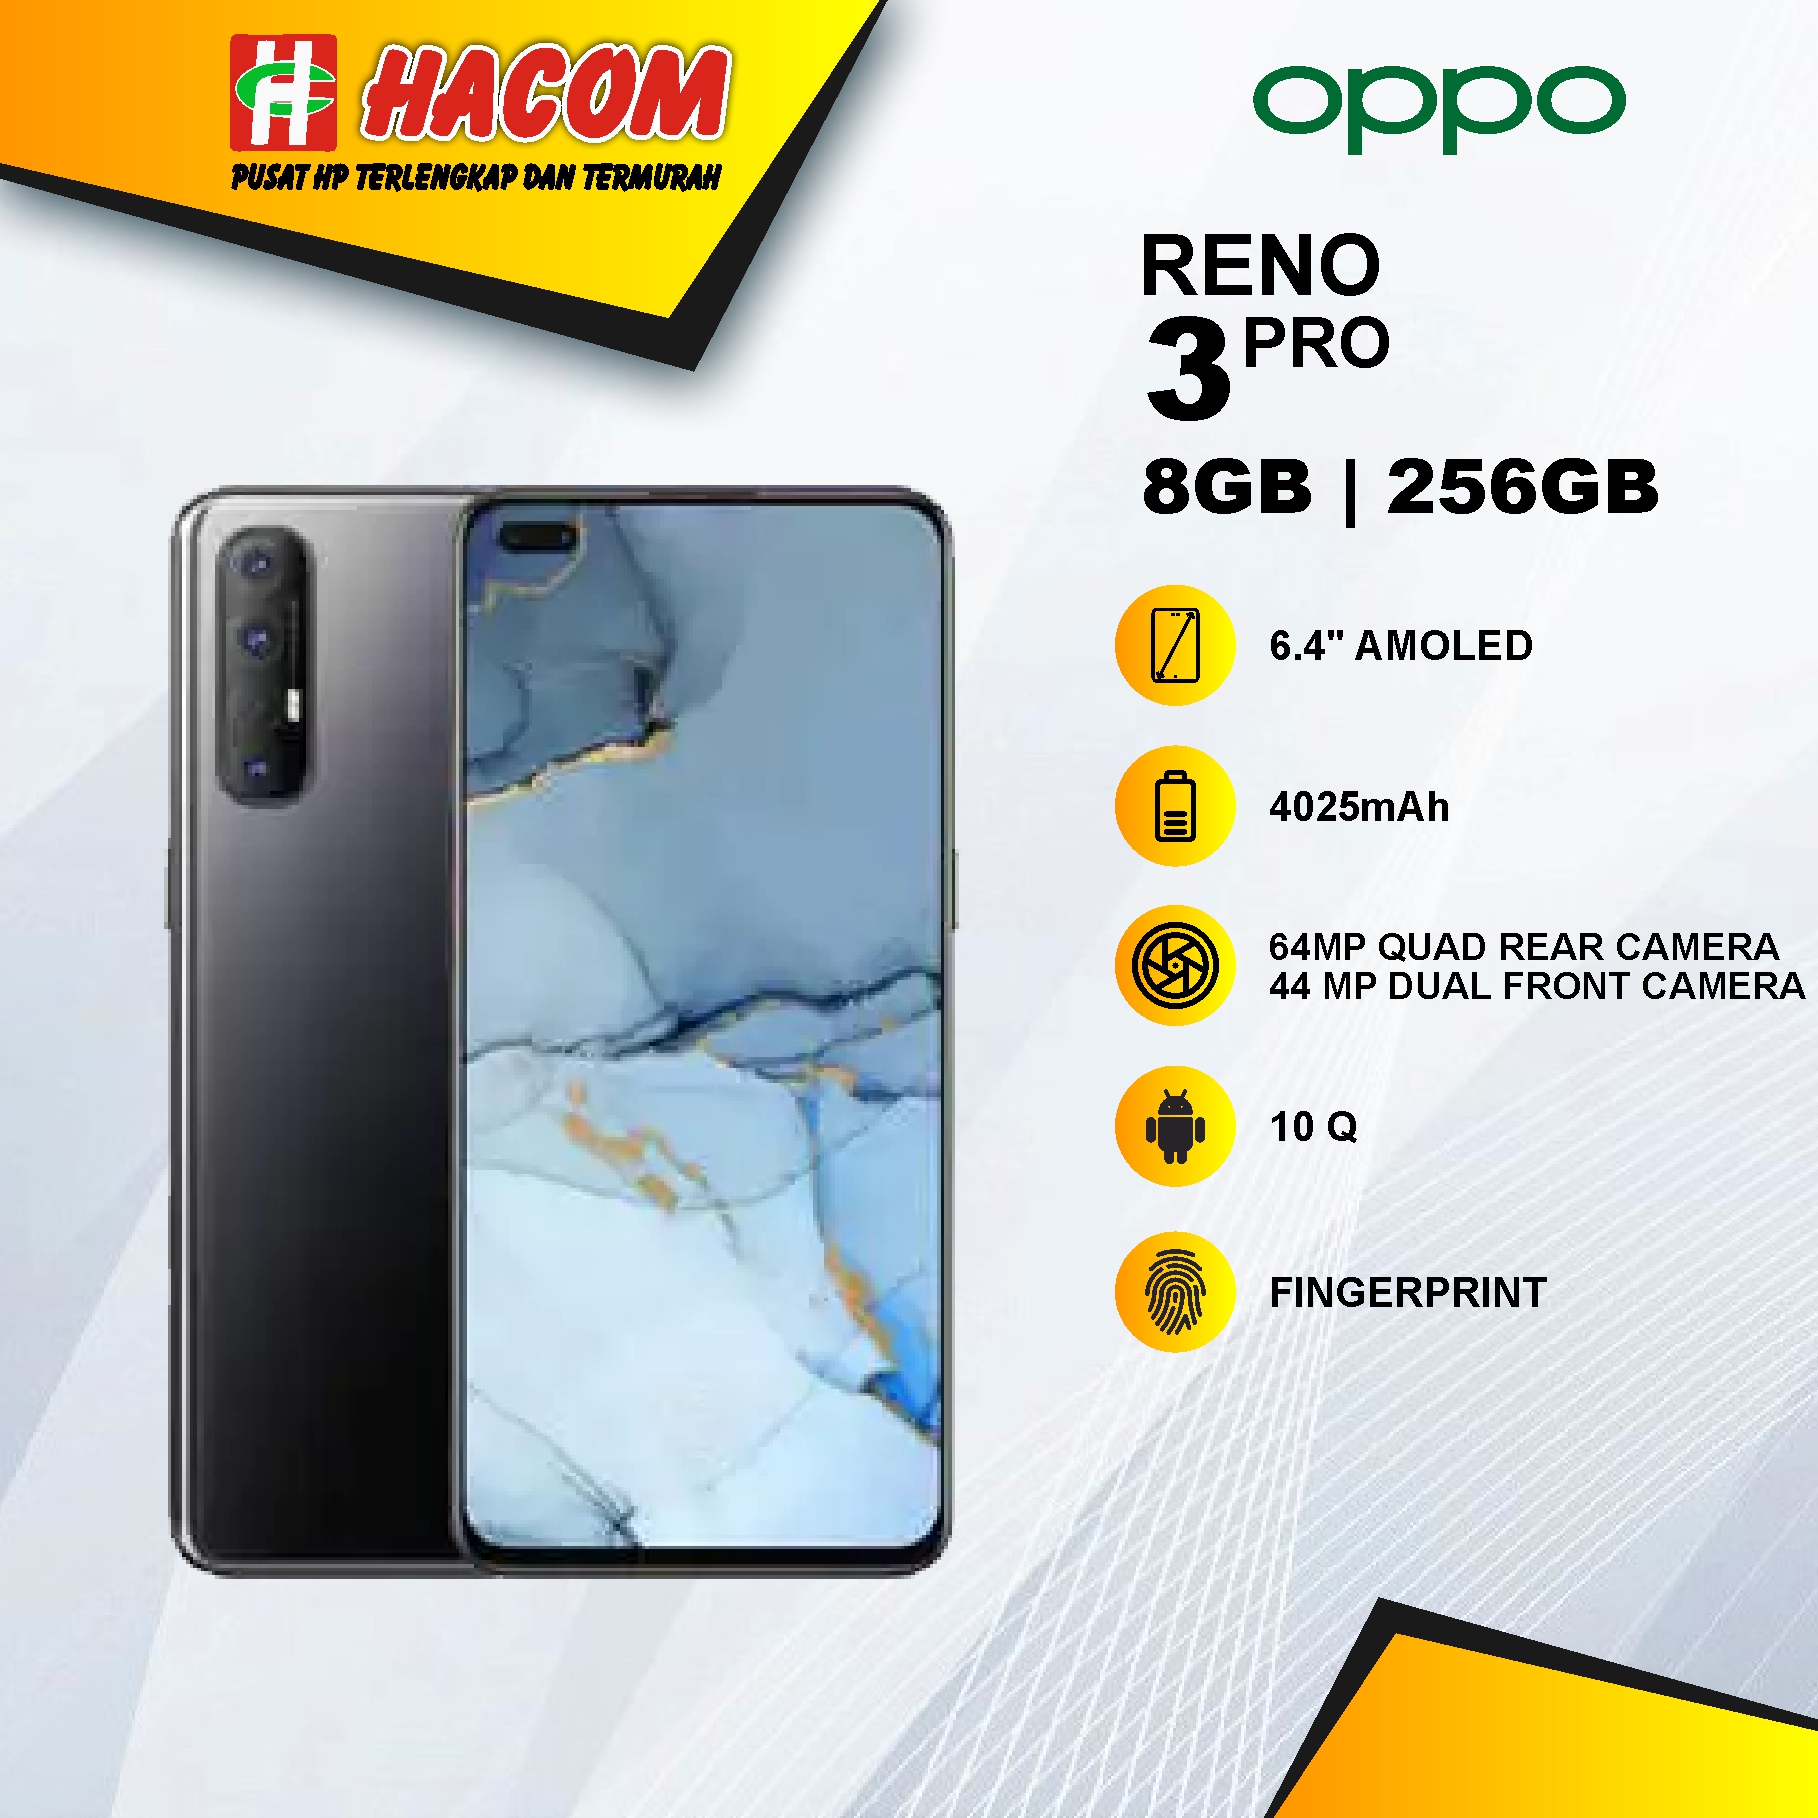 HACOM
PUSAT HP TERLENGKAP DAN TERMURAH
oppo
RENO
3 PRO
8GB | 256GB
6.4" AMOLED
4025mAh
64MP QUAD REAR CAMERA
44 MP DUAL FRONT CAMERA
10 Q
FINGERPRINT